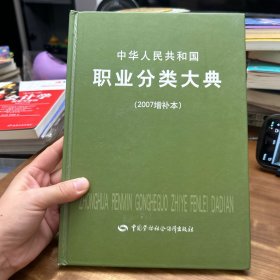 中华人民共和国
职业分类大典
(2007增补本)
ZHONGHUA RENMIN GONGHEGUO ZHIYE FENLEI DADIAN
中国劳动社会保障出版社